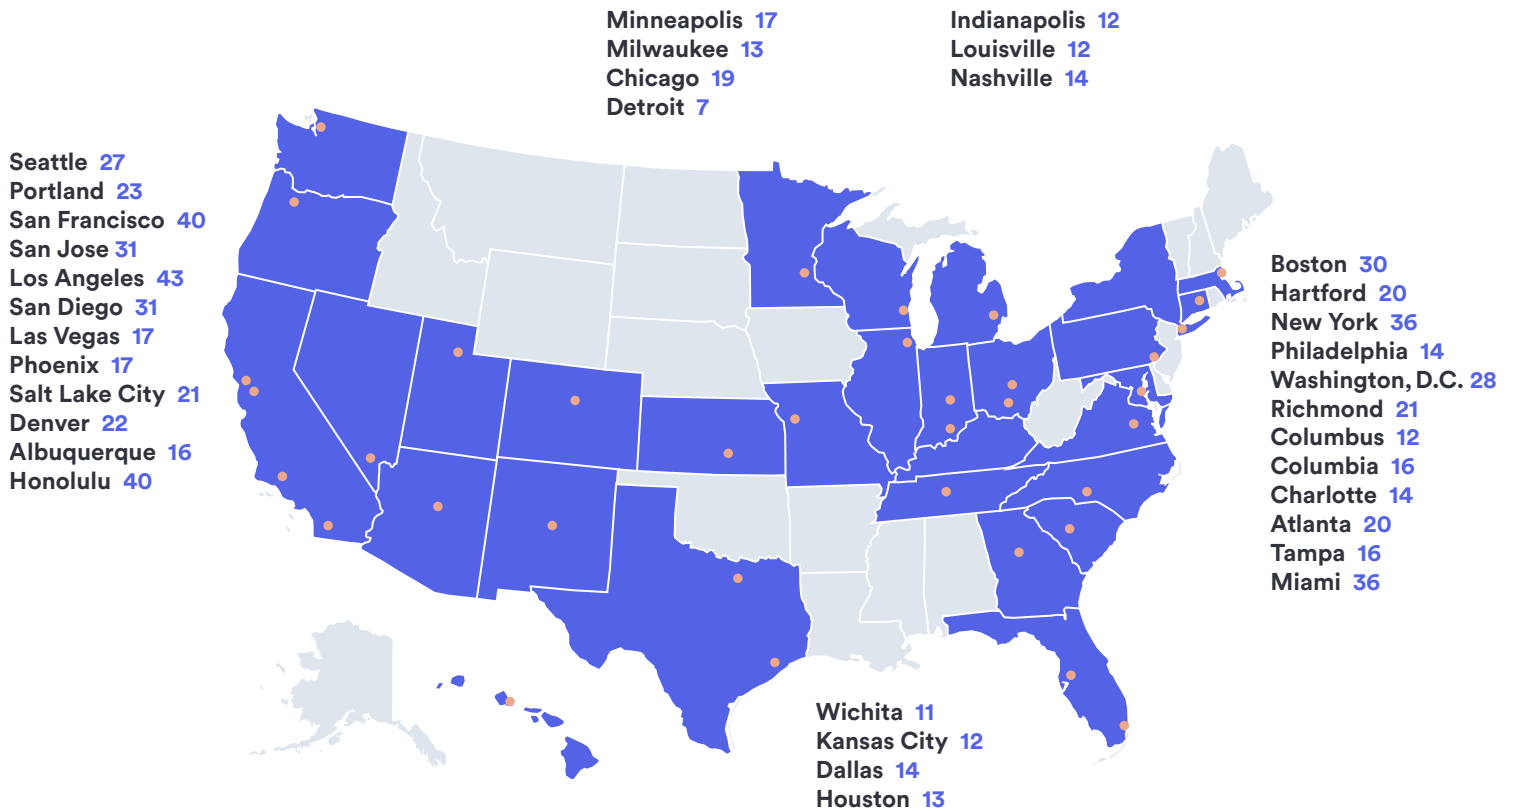 Minneapolis 17
Milwaukee 13
Chicago 19
Detroit 7
Indianapolis 12
Louisville 12
Nashville 14
Seattle 27
Portland 23
San Francisco 40
San Jose 31
Los Angeles 43
San Diego 31
Las Vegas 17
Phoenix 17
Salt Lake City 21
Denver 22
Albuquerque 16
Honolulu 40
Boston 30
Hartford 20
New York 36
Philadelphia 14
Washington, D.C. 28
Richmond 21
Columbus 12
Columbia 16
Charlotte 14
Atlanta 20
Tampa 16
Miami 36
Wichita 11
Kansas City 12
Dallas 14
Houston 13